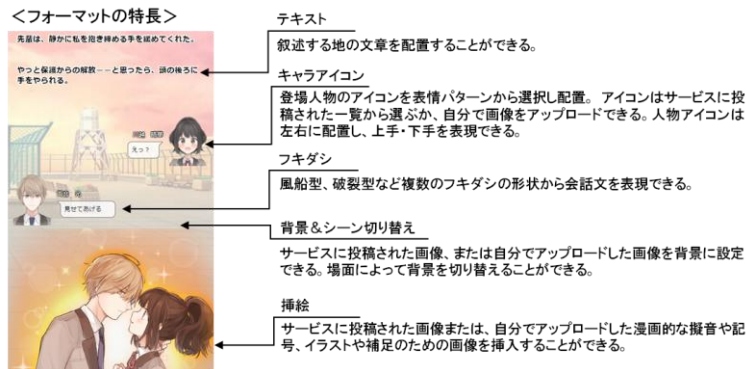 ＜フォーマットの特長＞
先輩は、静かに私を抱き締める手を緩めてくれた。
やっと保護からの解放――と思ったら、頭の後ろに
手をやられる。
えっ？
見せてあげる
テキスト
叙述する地の文章を配置することができる。
キャラアイコン
登場人物のアイコンを表情パターンから選択し配置。 アイコンはサービスに投
稿された一覧から選ぶか、自分で画像をアップロードできる。人物アイコンは
左右に配置し、上手・下手を表現できる。
フキダシ
風船型、破裂型など複数のフキダシの形状から会話文を表現できる。
背景＆シーン切り替え
サービスに投稿された画像、または自分でアップロードした画像を背景に設定
できる。場面によって背景を切り替えることができる。
挿絵
サービスに投稿された画像または、自分でアップロードした漫画的な擬音や記
号、イラストや補足のための画像を挿入することができる。